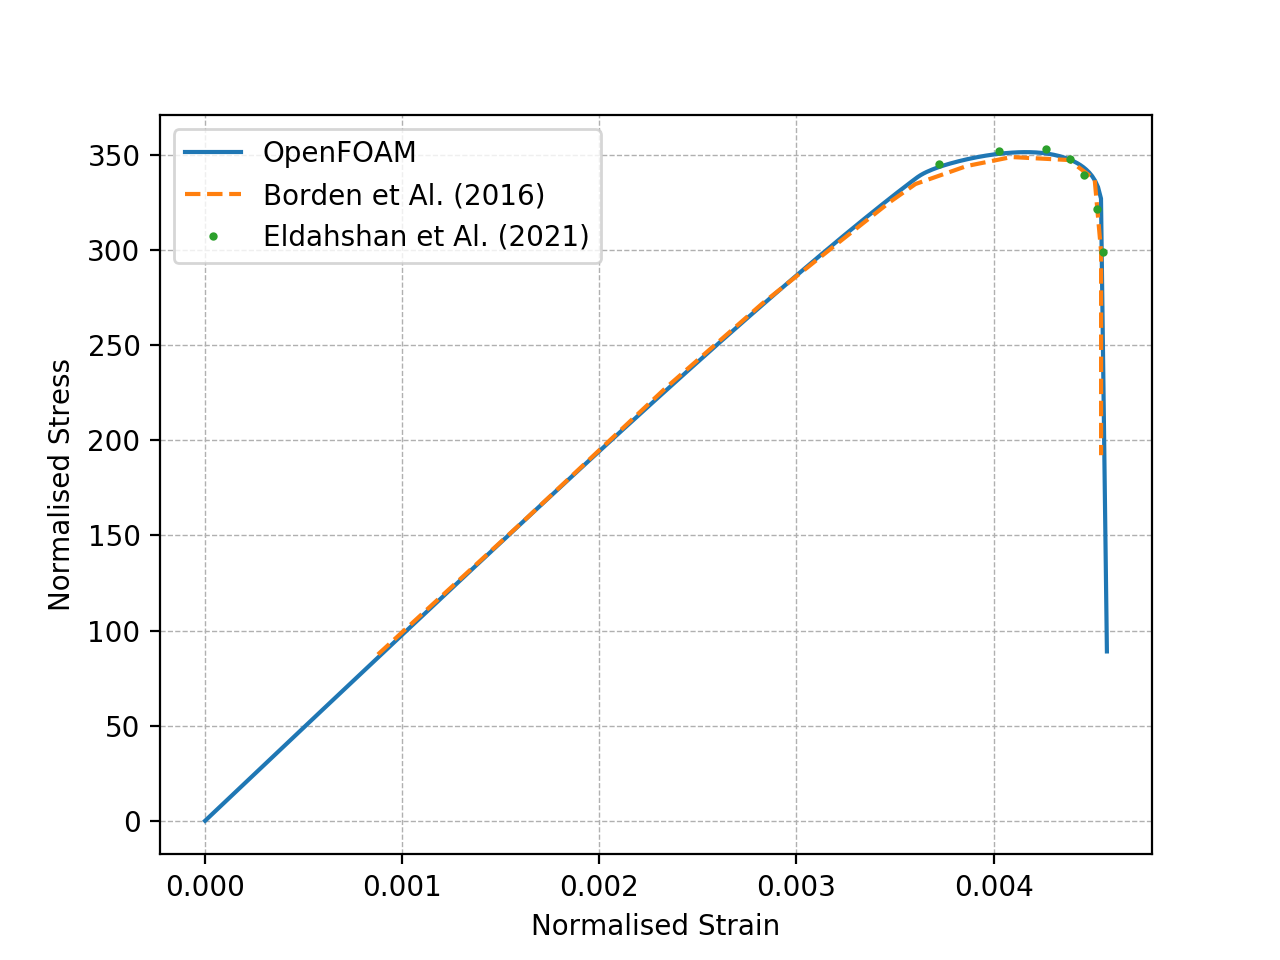 OpenFOAM
Borden et Al. (2016)
Eldahshan et Al. (2021)
350
300
250
200
150
100
50
0
Normalised Stress
0.000 0.001 0.002 0.003 0.004
Normalised Strain